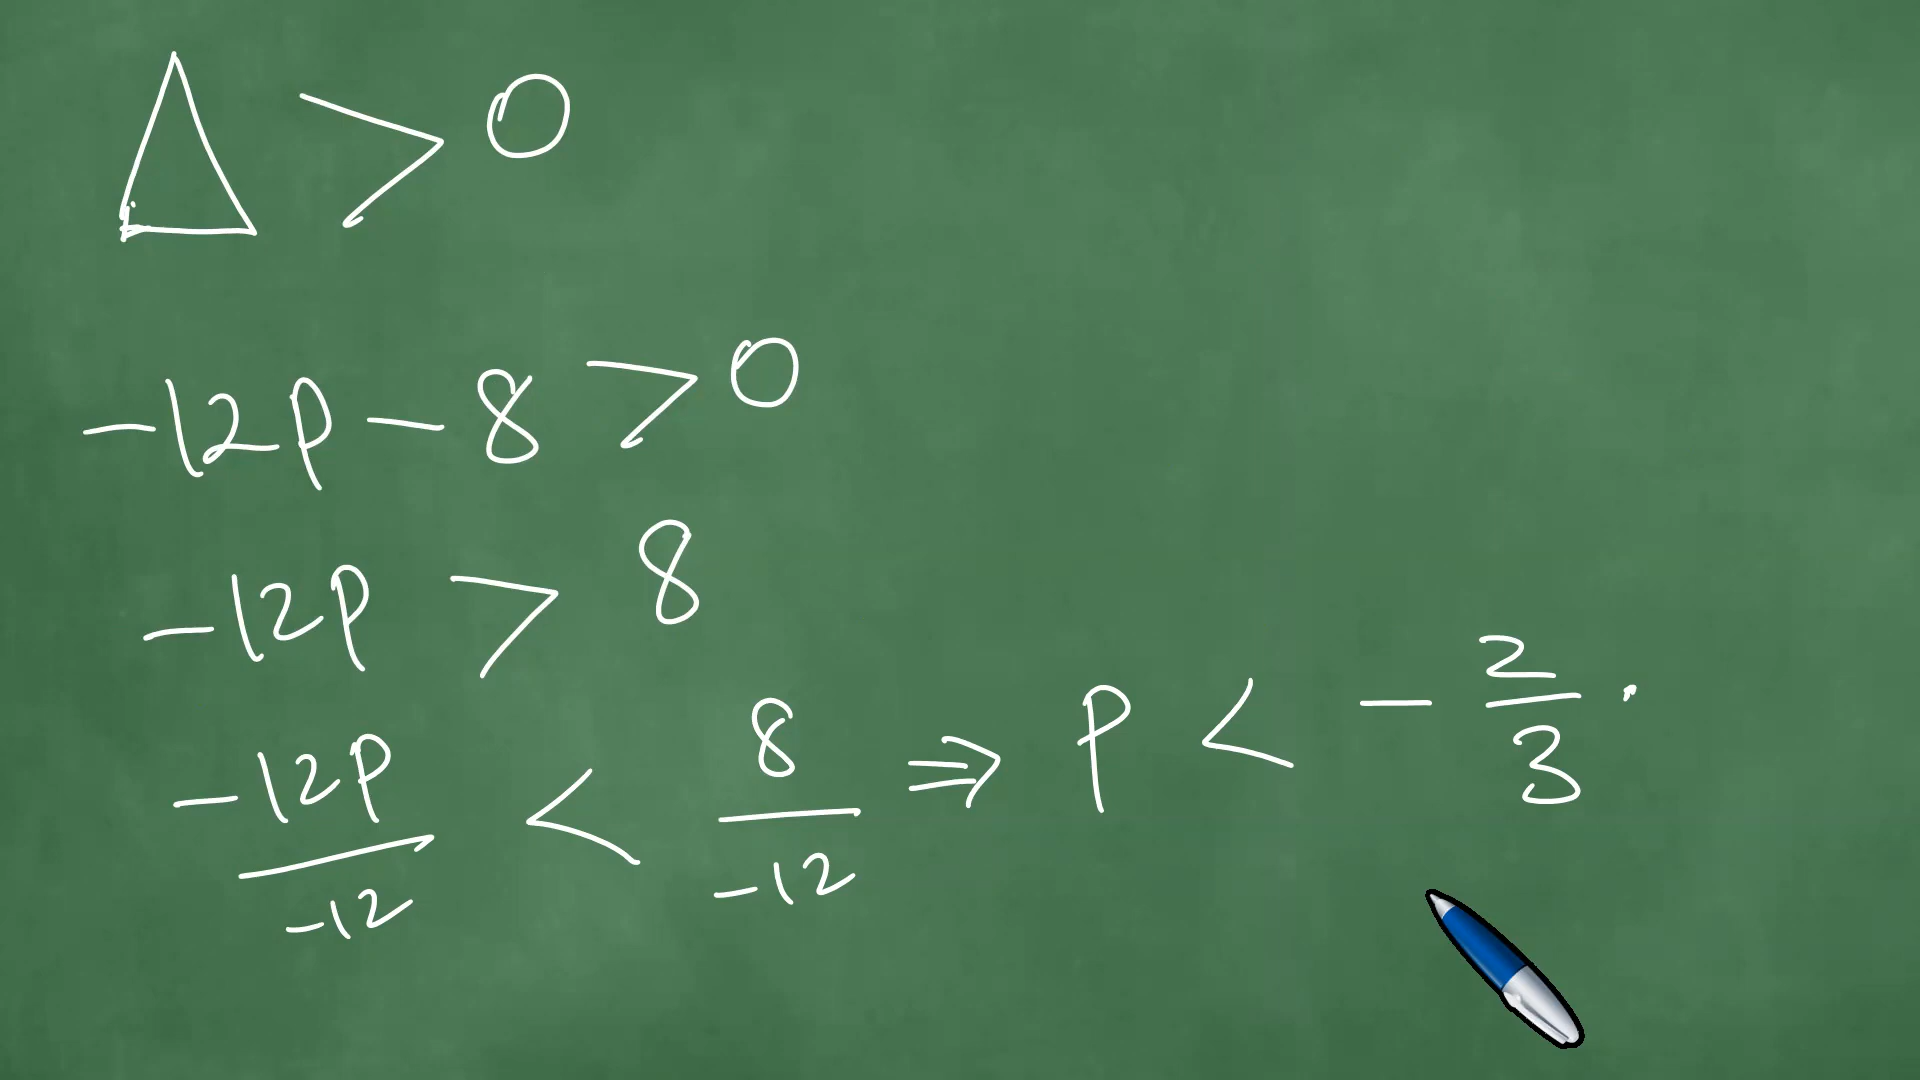 Δ > 0
-12p - 8 > 0
-12p > 8
-12p/-12 < 8/-12 ⇒ p < -2/3.